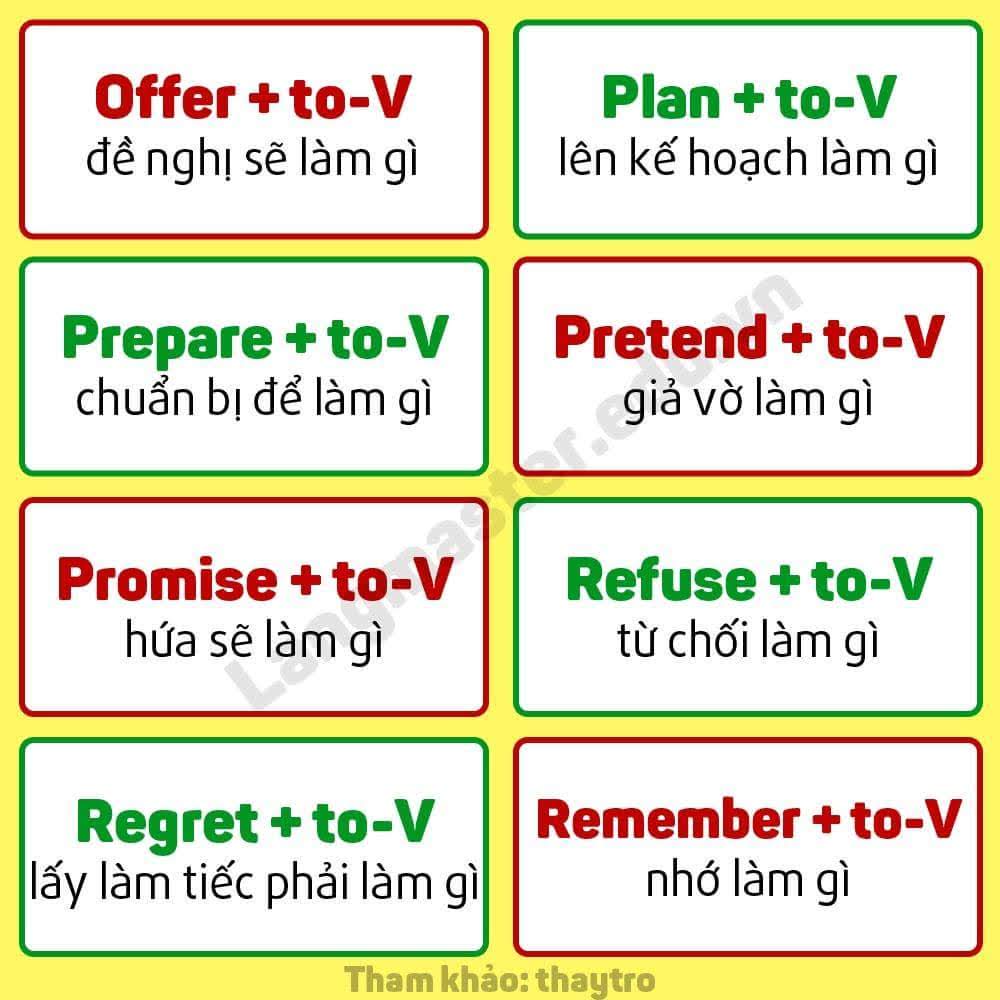 Offer + to-V
đề nghị sẽ làm gì
Plan + to-V
lên kế hoạch làm gì
Prepare + to-V
chuẩn bị để làm gì
Pretend + to-V
giả vờ làm gì
Promise + to-V
hứa sẽ làm gì
Refuse + to-V
từ chối làm gì
Regret + to-V
lấy làm tiếc phải làm gì
Remember + to-V
nhớ làm gì
Langmaster.edu.vn
Tham khảo: thaytro